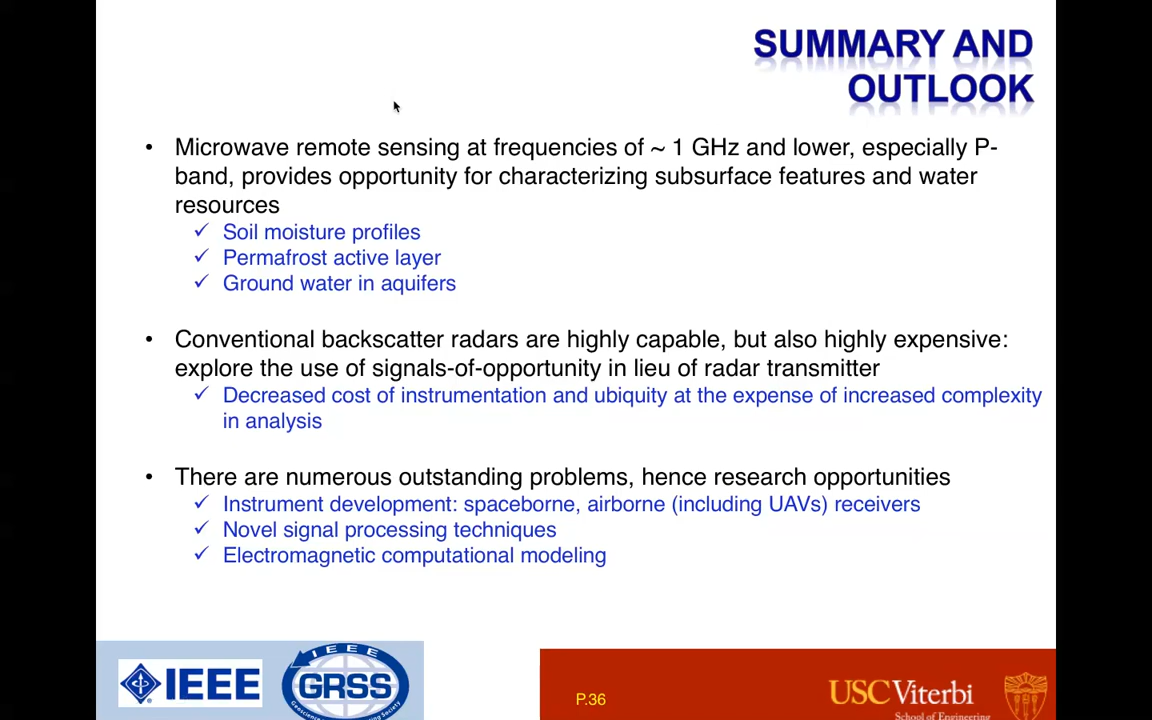 SUMMARY AND
OUTLOOK
• Microwave remote sensing at frequencies of ~ 1 GHz and lower, especially P-
band, provides opportunity for characterizing subsurface features and water
resources
✓ Soil moisture profiles
✓ Permafrost active layer
✓ Ground water in aquifers
• Conventional backscatter radars are highly capable, but also highly expensive:
explore the use of signals-of-opportunity in lieu of radar transmitter
✓ Decreased cost of instrumentation and ubiquity at the expense of increased complexity
in analysis
• There are numerous outstanding problems, hence research opportunities
✓ Instrument development: spaceborne, airborne (including UAVs) receivers
✓ Novel signal processing techniques
✓ Electromagnetic computational modeling
IEEE
IEEE
GRSS
P.36
USC Viterbi
School of Engineering